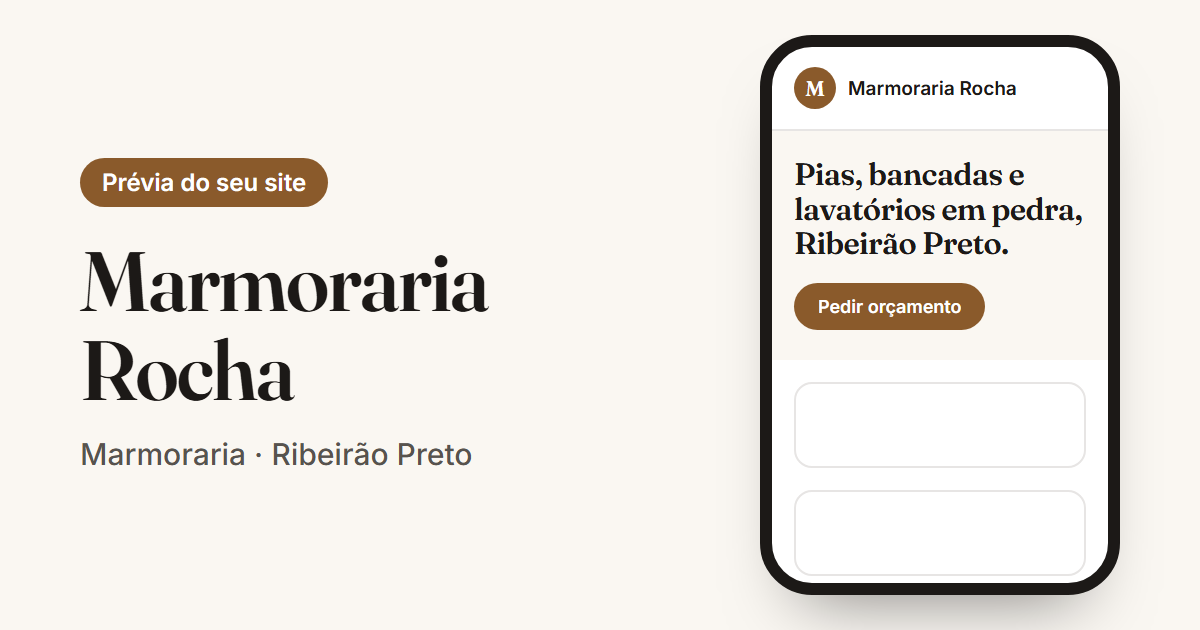 Prévia do seu site
Marmoraria
Rocha
Marmoraria · Ribeirão Preto
M
Marmoraria Rocha
Pias, bancadas e
lavatórios em pedra,
Ribeirão Preto.
Pedir orçamento